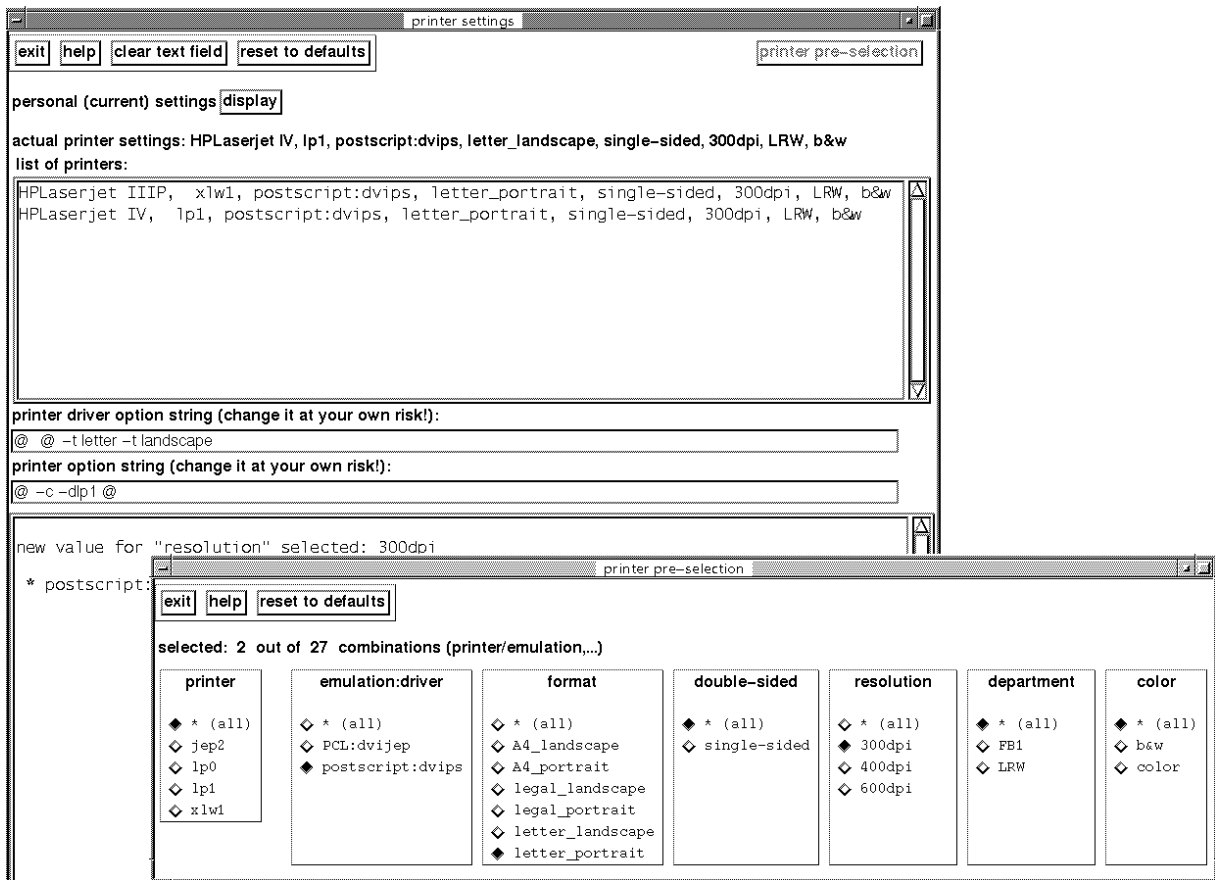 printer settings
exit help clear text field reset to defaults printer pre-selection
personal (current) settings display
actual printer settings: HPLaserjet IV, lp1, postscript:dvips, letter_landscape, single-sided, 300dpi, LRW, b&w
list of printers:
HPLaserjet IIIP, xlw1, postscript:dvips, letter_portrait, single-sided, 300dpi, LRW, b&w
HPLaserjet IV, lp1, postscript:dvips, letter_portrait, single-sided, 300dpi, LRW, b&w
printer driver option string (change it at your own risk!):
@ @ -t letter -t landscape
printer option string (change it at your own risk!):
@ -c -dlp1 @
new value for "resolution" selected: 300dpi
* postscript:
printer pre-selection
exit help reset to defaults
selected: 2 out of 27 combinations (printer/emulation,...)
printer
* (all)
jep2
lp0
lp1
xlw1
emulation:driver
* (all)
PCL:dvijep
postscript:dvips
format
* (all)
A4_landscape
A4_portrait
legal_landscape
legal_portrait
letter_landscape
letter_portrait
double-sided
* (all)
single-sided
resolution
* (all)
300dpi
400dpi
600dpi
department
* (all)
FB1
LRW
color
* (all)
b&w
color